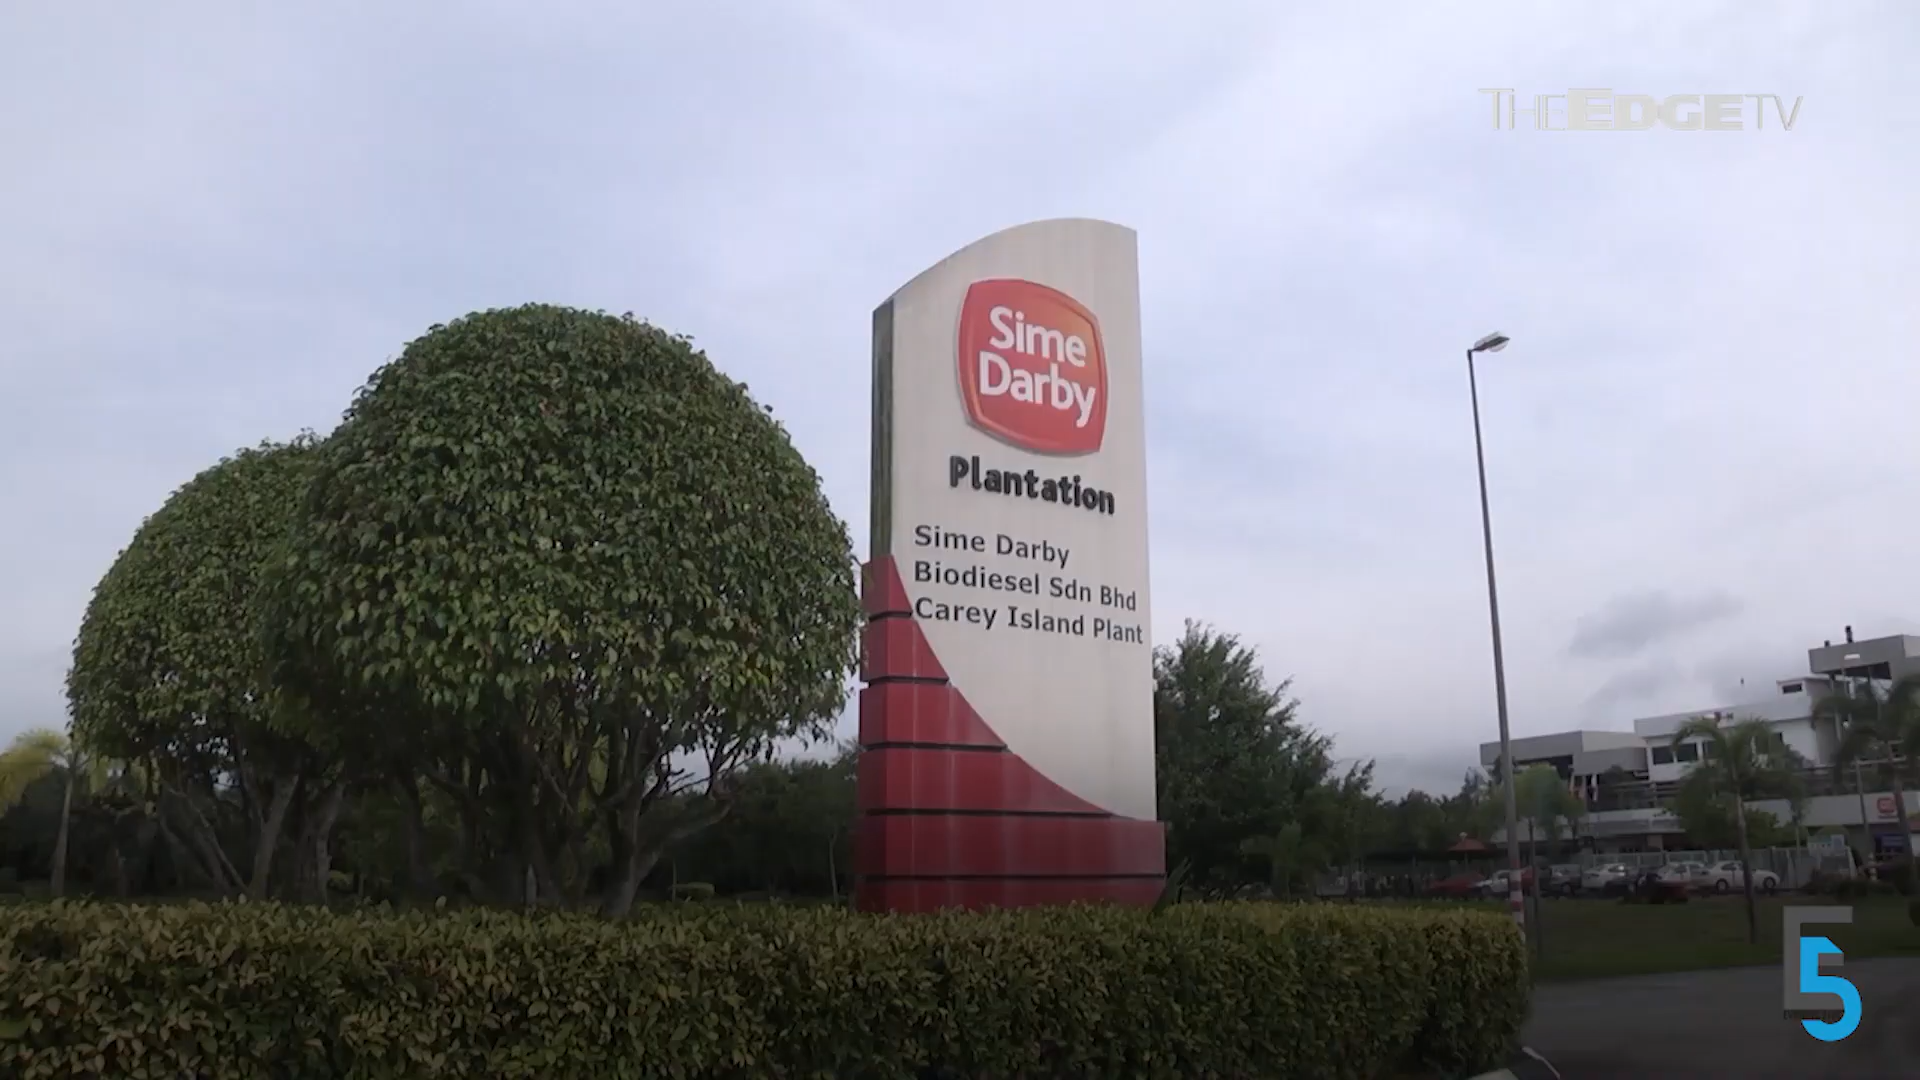 THEEDGETV
Sime
Darby
Plantation
Sime Darby
Biodiesel Sdn Bhd
Carey Island Plant
E
5